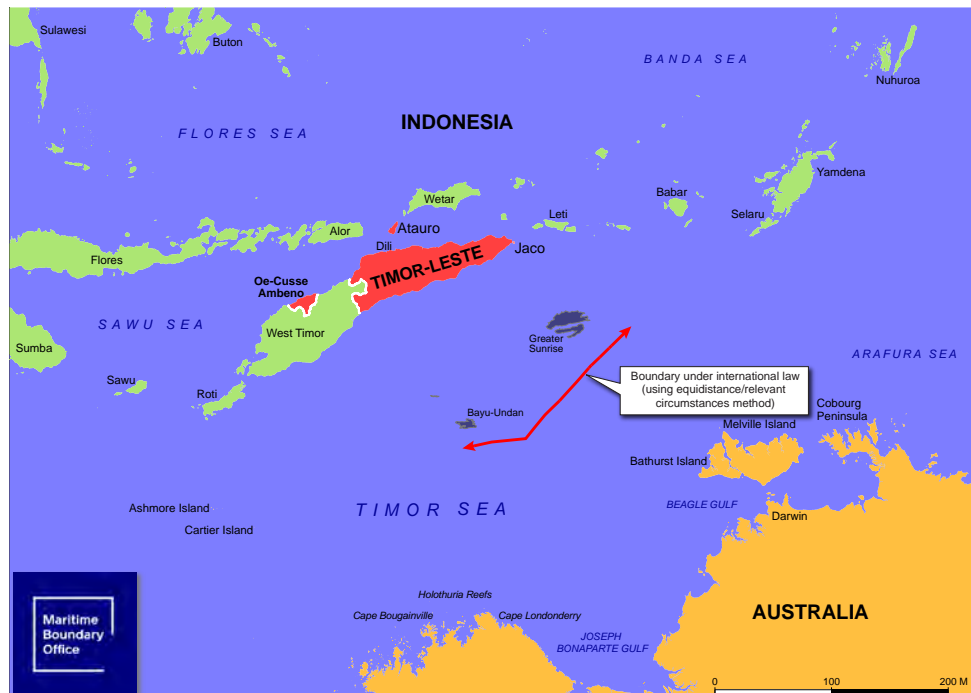 Sulawesi
Buton
BANDA SEA
Nuhuroa
FLORES SEA
INDONESIA
Yamdena
Babar
Wetar
Leti
Selaru
Alor
Atauro
Dili
Jaco
Flores
TIMOR-LESTE
Oe-Cusse
Ambeno
SAWU SEA
West Timor
Greater
Sunrise
Sumba
ARAFURA SEA
Boundary under international law
(using equidistance/relevant
circumstances method)
Sawu
Roti
Bayu-Undan
Cobourg
Peninsula
Melville Island
Bathurst Island
Ashmore Island
TIMOR SEA
BEAGLE GULF
Darwin
Cartier Island
Holothuria Reefs
Cape Bougainville
Cape Londonderry
AUSTRALIA
JOSEPH
BONAPARTE GULF
Maritime
Boundary
Office
0 100 200 M